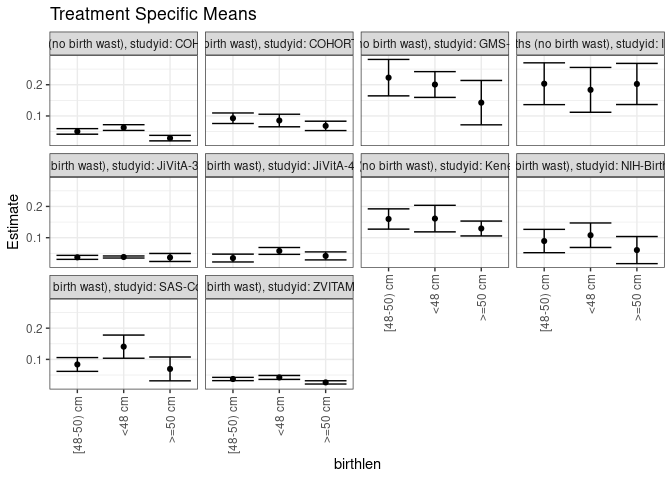 Treatment Specific Means
(no birth wast), studyid: COH
birth wast), studyid: COHORT
no birth wast), studyid: GMS-
ths (no birth wast), studyid: I
0.2
0.1
birth wast), studyid: JiVitA-3
birth wast), studyid: JiVitA-4
(no birth wast), studyid: Kene
birth wast), studyid: NIH-Birth
0.2
0.1
birth wast), studyid: SAS-Co
birth wast), studyid: ZVITAM
0.2
0.1
Estimate
[48-50) cm
<48 cm
>=50 cm
[48-50) cm
<48 cm
>=50 cm
[48-50) cm
<48 cm
>=50 cm
[48-50) cm
<48 cm
>=50 cm
birthlen